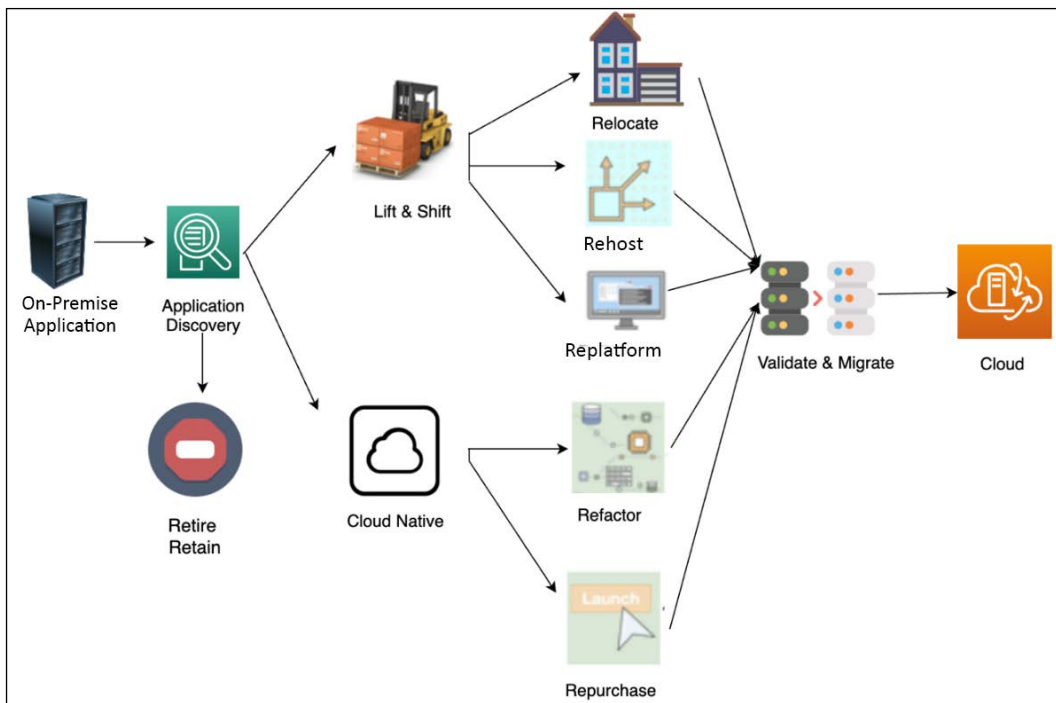 On-Premise
Application
Application
Discovery
Retire
Retain
Lift & Shift
Cloud Native
Relocate
Rehost
Replatform
Refactor
Launch
Repurchase
Validate & Migrate
Cloud